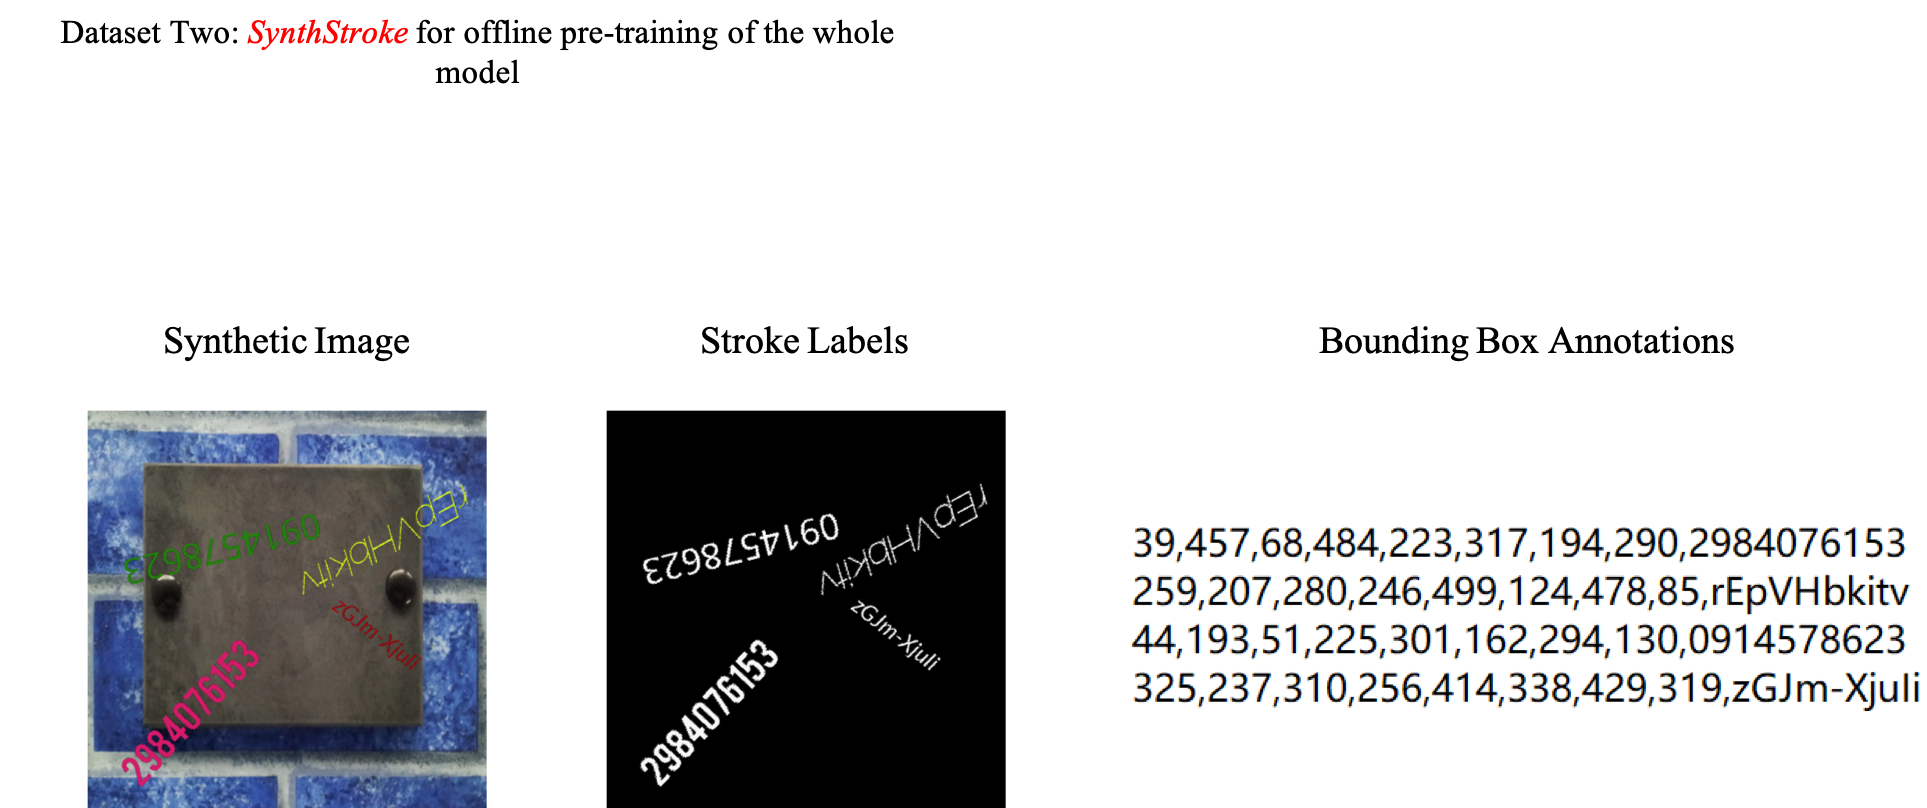 Dataset Two: SynthStroke for offline pre-training of the whole
model
Synthetic Image
Stroke Labels
Bounding Box Annotations
0914578623
rEpVHbkitv
zGJm-XjuIi
2984076153
0914578623
rEpVHbkitv
zGJm-XjuIi
2984076153
39,457,68,484,223,317,194,290,2984076153
259,207,280,246,499,124,478,85,rEpVHbkitv
44,193,51,225,301,162,294,130,0914578623
325,237,310,256,414,338,429,319,zGJm-XjuIi